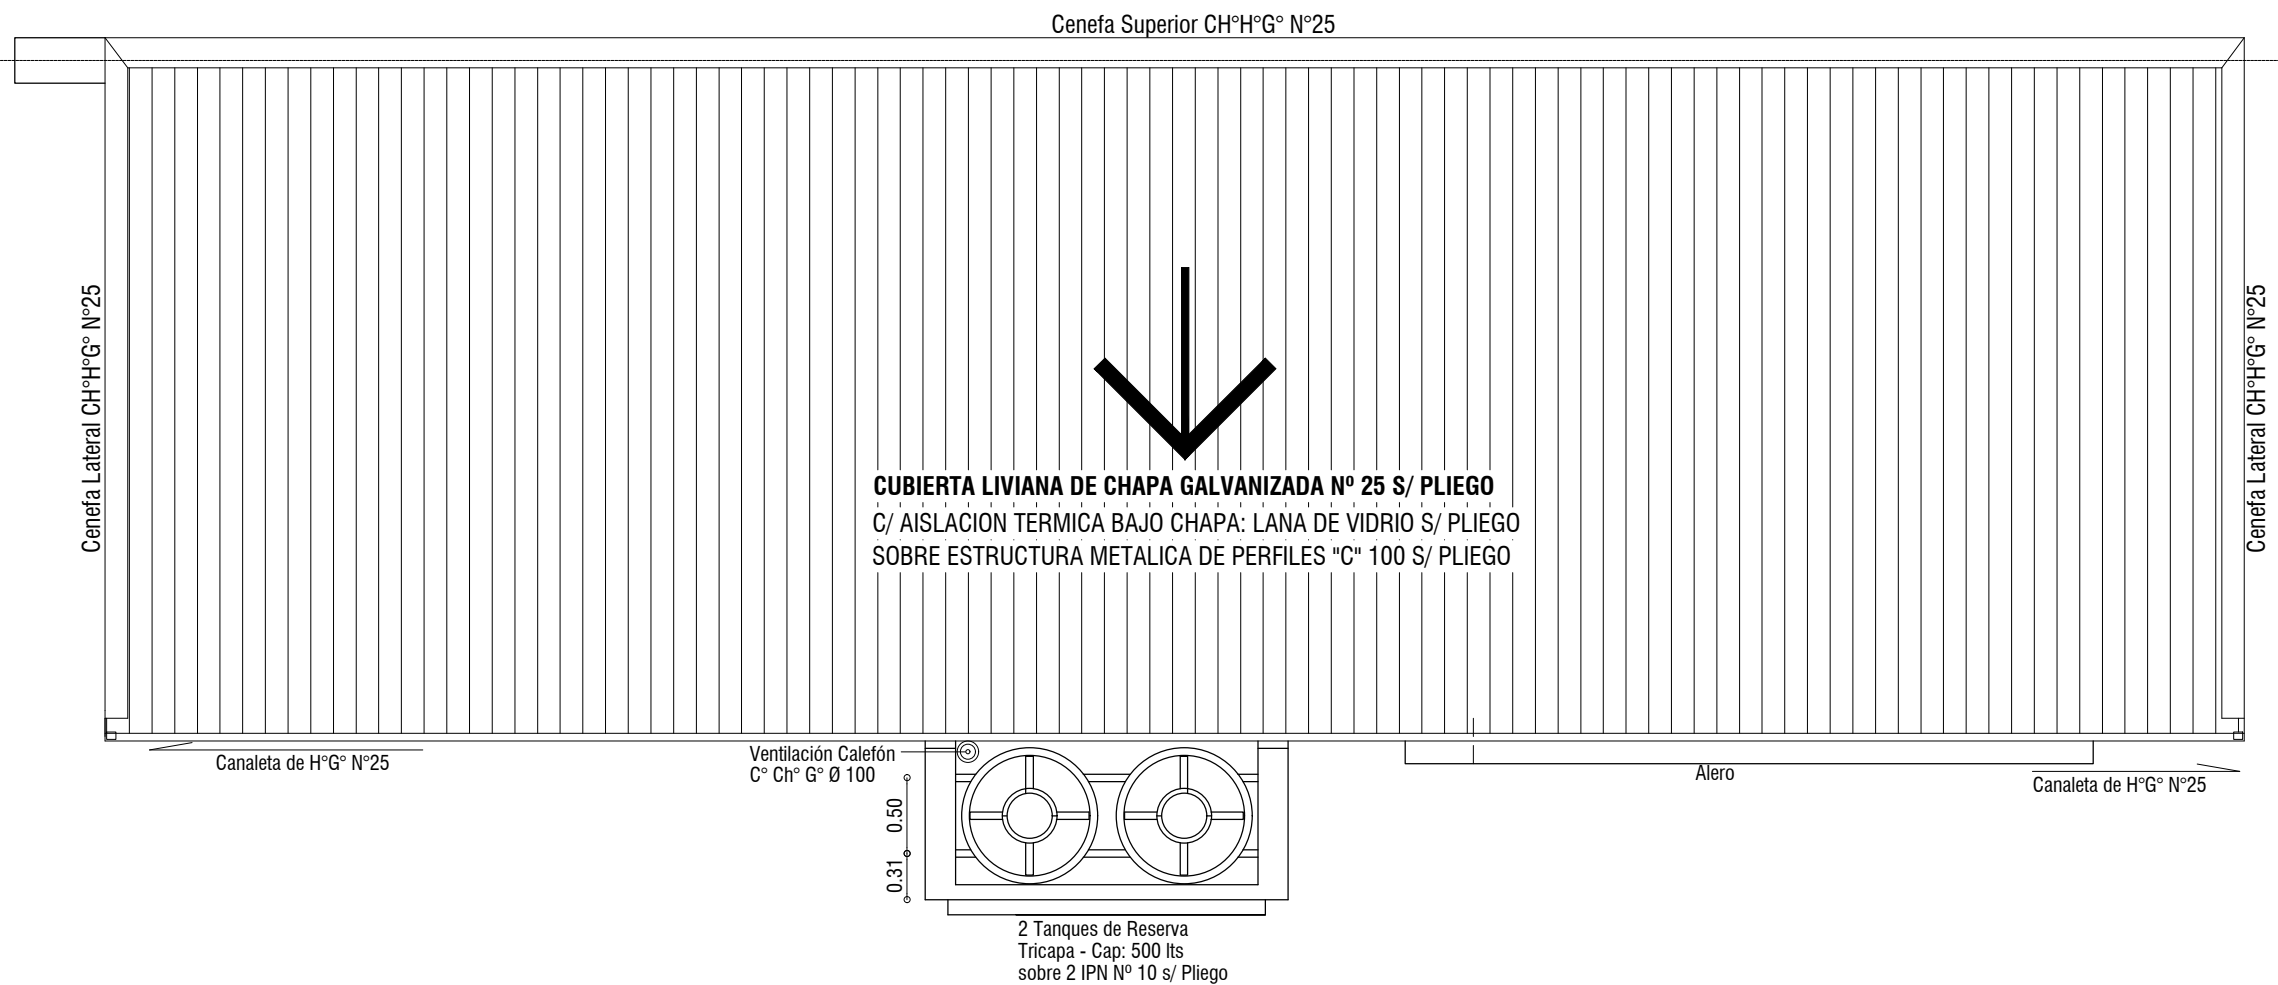 Cenefa Superior CH°H°G° N°25
Cenefa Lateral CH°H°G° N°25
Cenefa Lateral CH°H°G° N°25
CUBIERTA LIVIANA DE CHAPA GALVANIZADA Nº 25 S/ PLIEGO
C/ AISLACION TERMICA BAJO CHAPA: LANA DE VIDRIO S/ PLIEGO
SOBRE ESTRUCTURA METALICA DE PERFILES "C" 100 S/ PLIEGO
Canaleta de H°G° N°25
Ventilación Calefón
C° Ch° G° Ø 100
Alero
Canaleta de H°G° N°25
0.50
0.31
2 Tanques de Reserva
Tricapa - Cap: 500 lts
sobre 2 IPN Nº 10 s/ Pliego